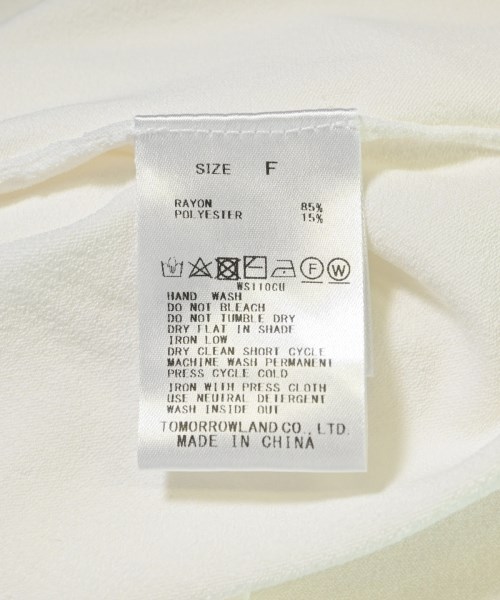 SIZE F
RAYON 85%
POLYESTER 15%
F W
WS110CU
HAND WASH
DO NOT BLEACH
DO NOT TUMBLE DRY
DRY FLAT IN SHADE
IRON LOW
DRY CLEAN SHORT CYCLE
MACHINE WASH PERMANENT
PRESS CYCLE COLD
IRON WITH PRESS CLOTH
USE NEUTRAL DETERGENT
WASH INSIDE OUT
TOMORROWLAND CO., LTD.
MADE IN CHINA